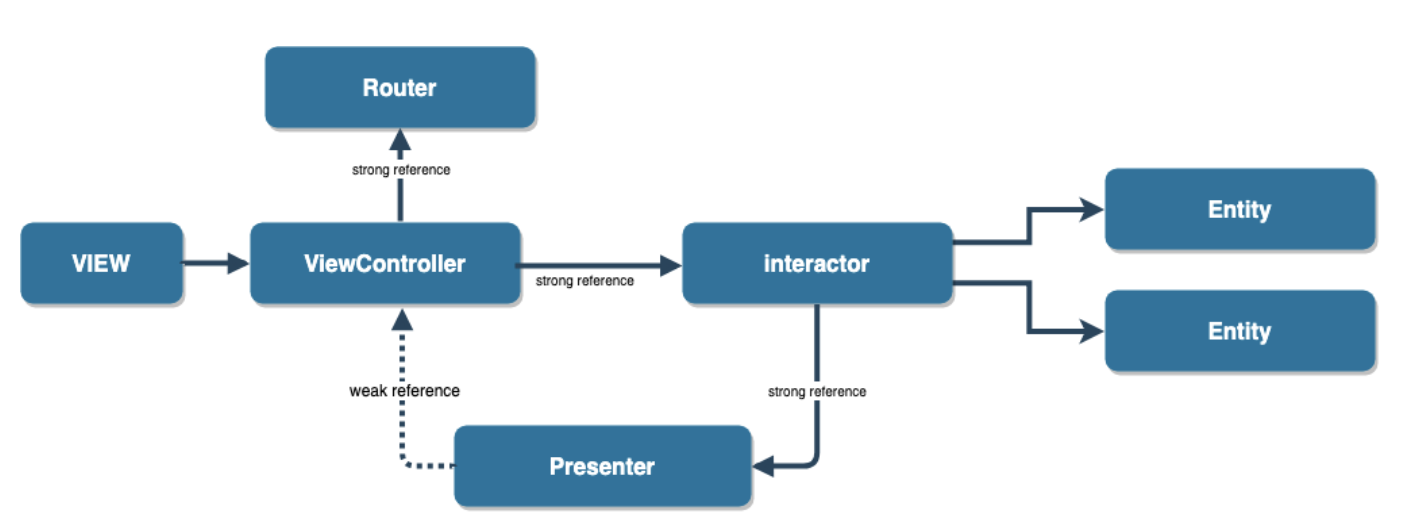 Router
strong reference
VIEW
ViewController
strong reference
interactor
Entity
Entity
weak reference
strong reference
Presenter